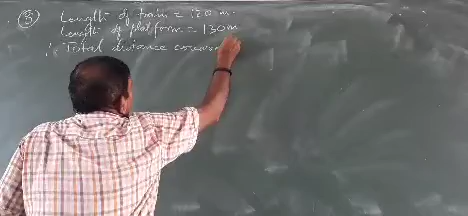 ③ Length of train = 120 m.
Length of platform = 130m
Total distance